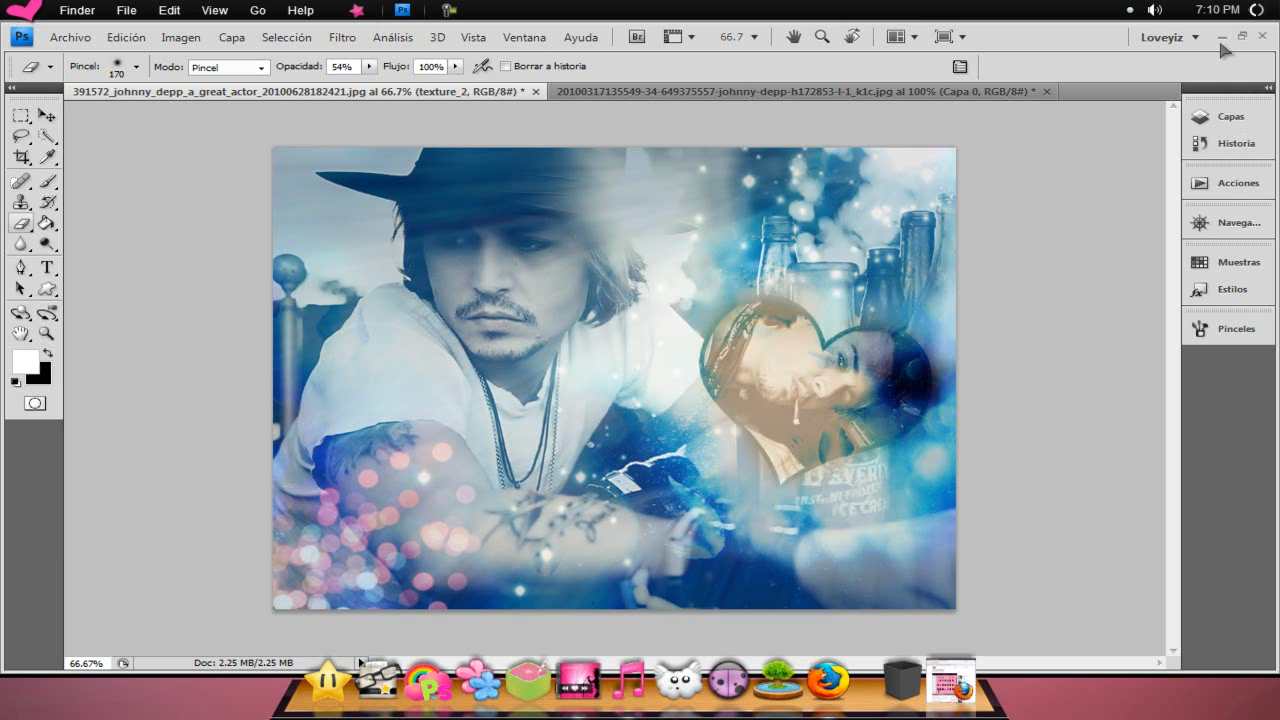 Finder File Edit View Go Help Ps 7:10 PM
Ps Archivo Edición Imagen Capa Selección Filtro Análisis 3D Vista Ventana Ayuda Br 66.7 Loveyiz
Pincel: 170 Modo: Pincel Opacidad: 54% Flujo: 100% Borrar a historia
391572_johnny_depp_a_great_actor_20100628182421.jpg al 66.7% (texture_2, RGB/8#) * 20100317135549-34-649375557-johnny-depp-h172853-l-1_k1c.jpg al 100% (Capa 0, RGB/8#) *
Capas
Historia
Acciones
Navega...
Muestras
Estilos
Pinceles
66.67% Doc: 2.25 MB/2.25 MB